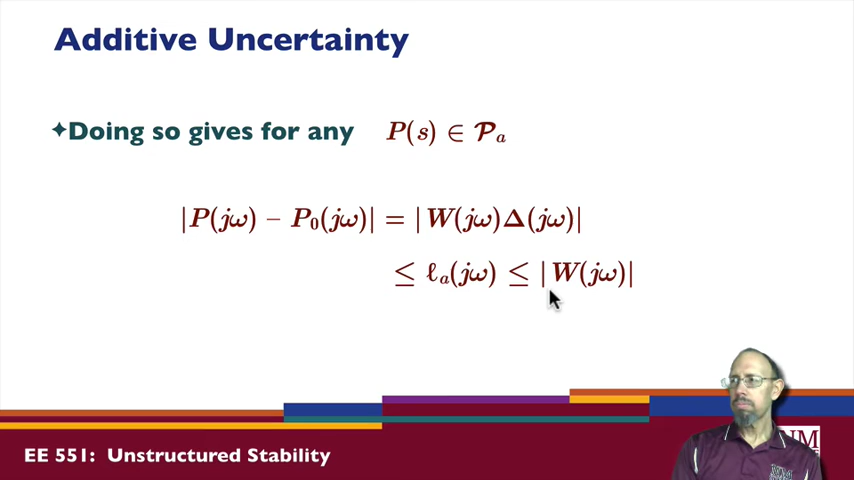 Additive Uncertainty
✦Doing so gives for any P(s) ∈ 𝒫ₐ
|P(jω) − P₀(jω)| = |W(jω)Δ(jω)|
≤ ℓₐ(jω) ≤ |W(jω)|
EE 551: Unstructured Stability